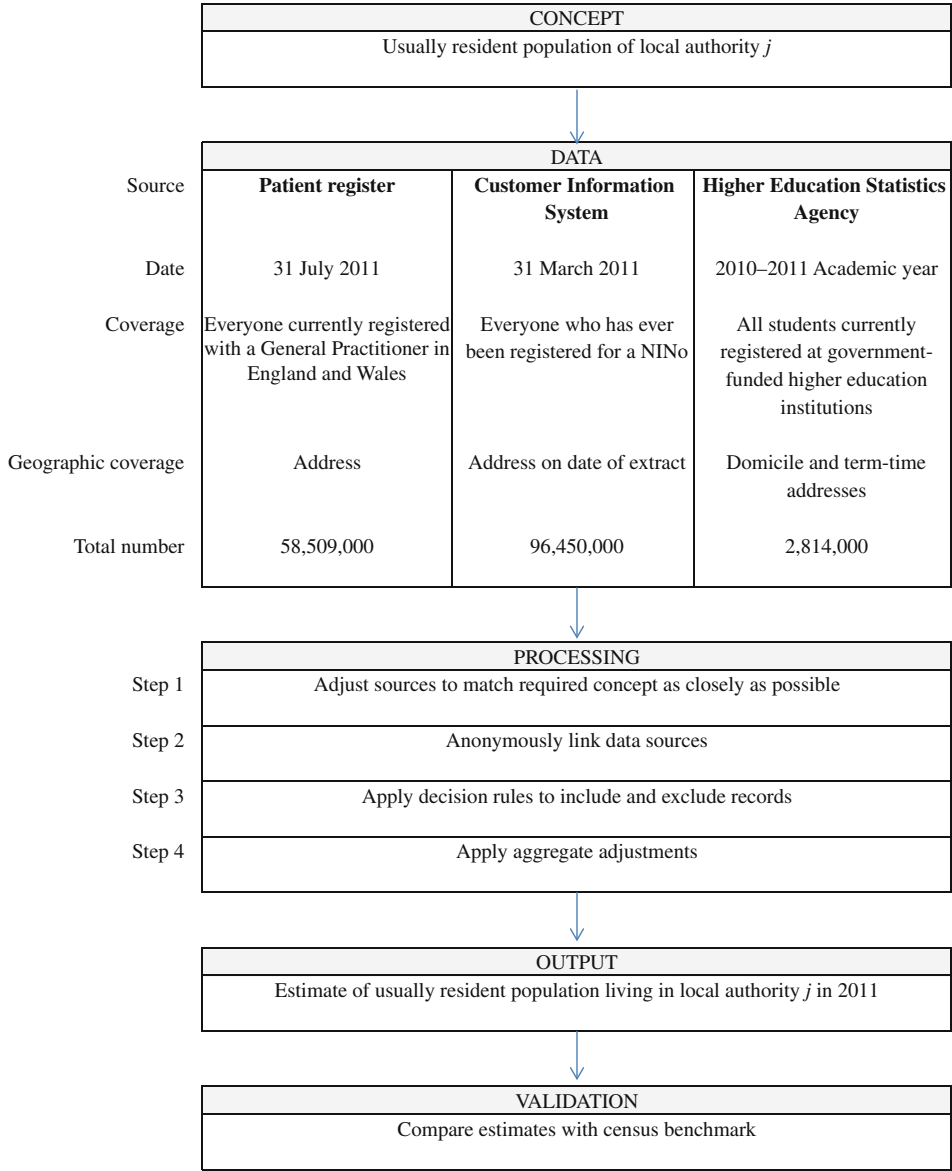 CONCEPT
Usually resident population of local authority j
DATA
Source
Patient register
Customer Information
System
Higher Education Statistics
Agency
Date
31 July 2011
31 March 2011
2010–2011 Academic year
Coverage
Everyone currently registered
with a General Practitioner in
England and Wales
Everyone who has ever
been registered for a NINo
All students currently
registered at government-
funded higher education
institutions
Geographic coverage
Address
Address on date of extract
Domicile and term-time
addresses
Total number
58,509,000
96,450,000
2,814,000
PROCESSING
Step 1
Adjust sources to match required concept as closely as possible
Step 2
Anonymously link data sources
Step 3
Apply decision rules to include and exclude records
Step 4
Apply aggregate adjustments
OUTPUT
Estimate of usually resident population living in local authority j in 2011
VALIDATION
Compare estimates with census benchmark